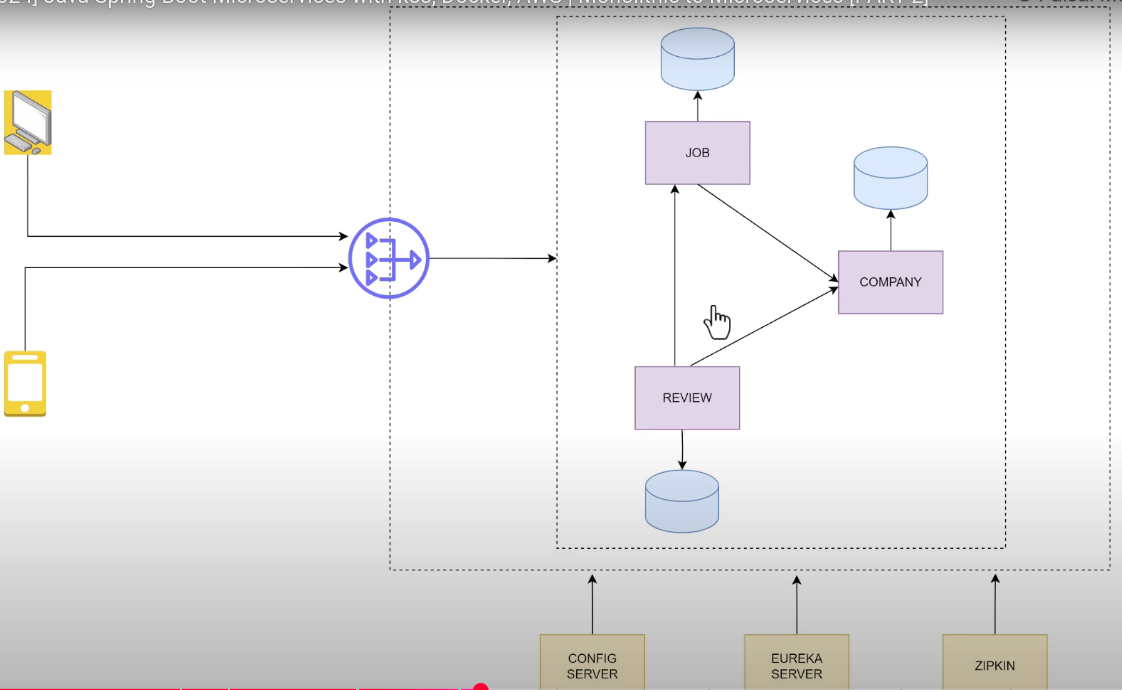 Java Spring Boot Microservices with K8s, Docker, AWS | Monolithic to Microservices [PART 2]
JOB
COMPANY
REVIEW
CONFIG
SERVER
EUREKA
SERVER
ZIPKIN